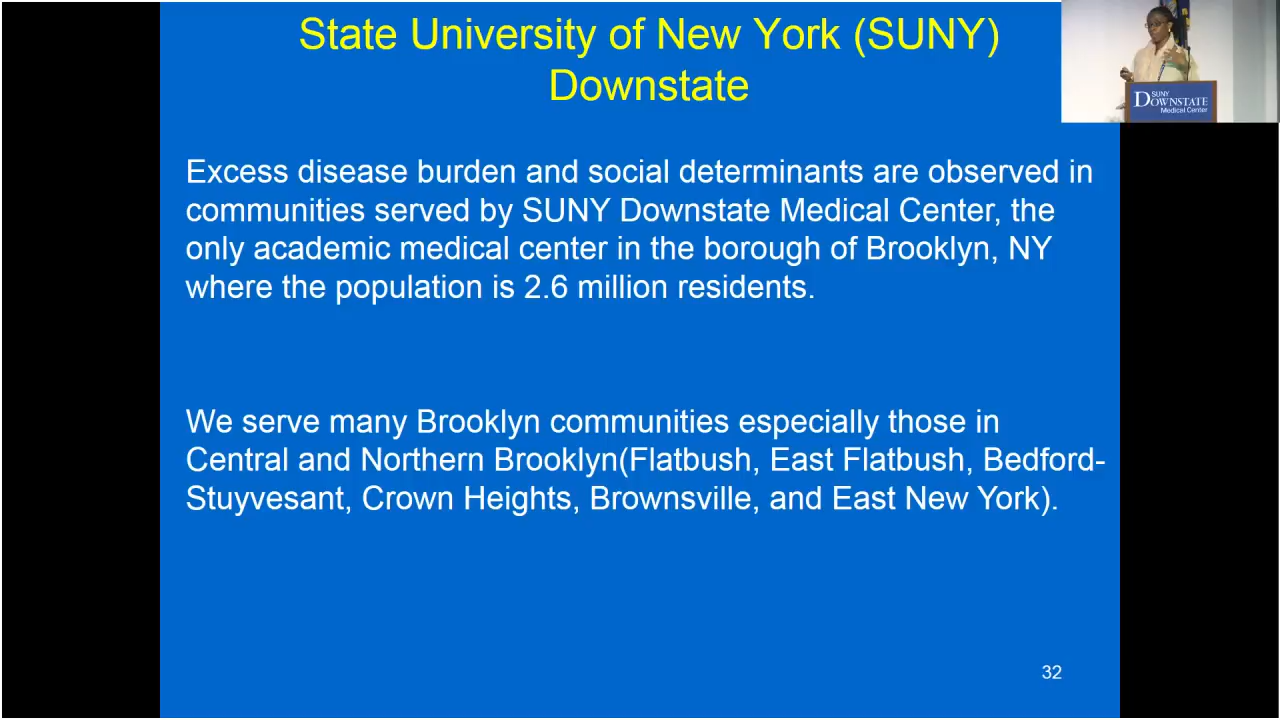 State University of New York (SUNY)
Downstate
SUNY
DOWNSTATE
Medical Center
Excess disease burden and social determinants are observed in
communities served by SUNY Downstate Medical Center, the
only academic medical center in the borough of Brooklyn, NY
where the population is 2.6 million residents.
We serve many Brooklyn communities especially those in
Central and Northern Brooklyn(Flatbush, East Flatbush, Bedford-
Stuyvesant, Crown Heights, Brownsville, and East New York).
32